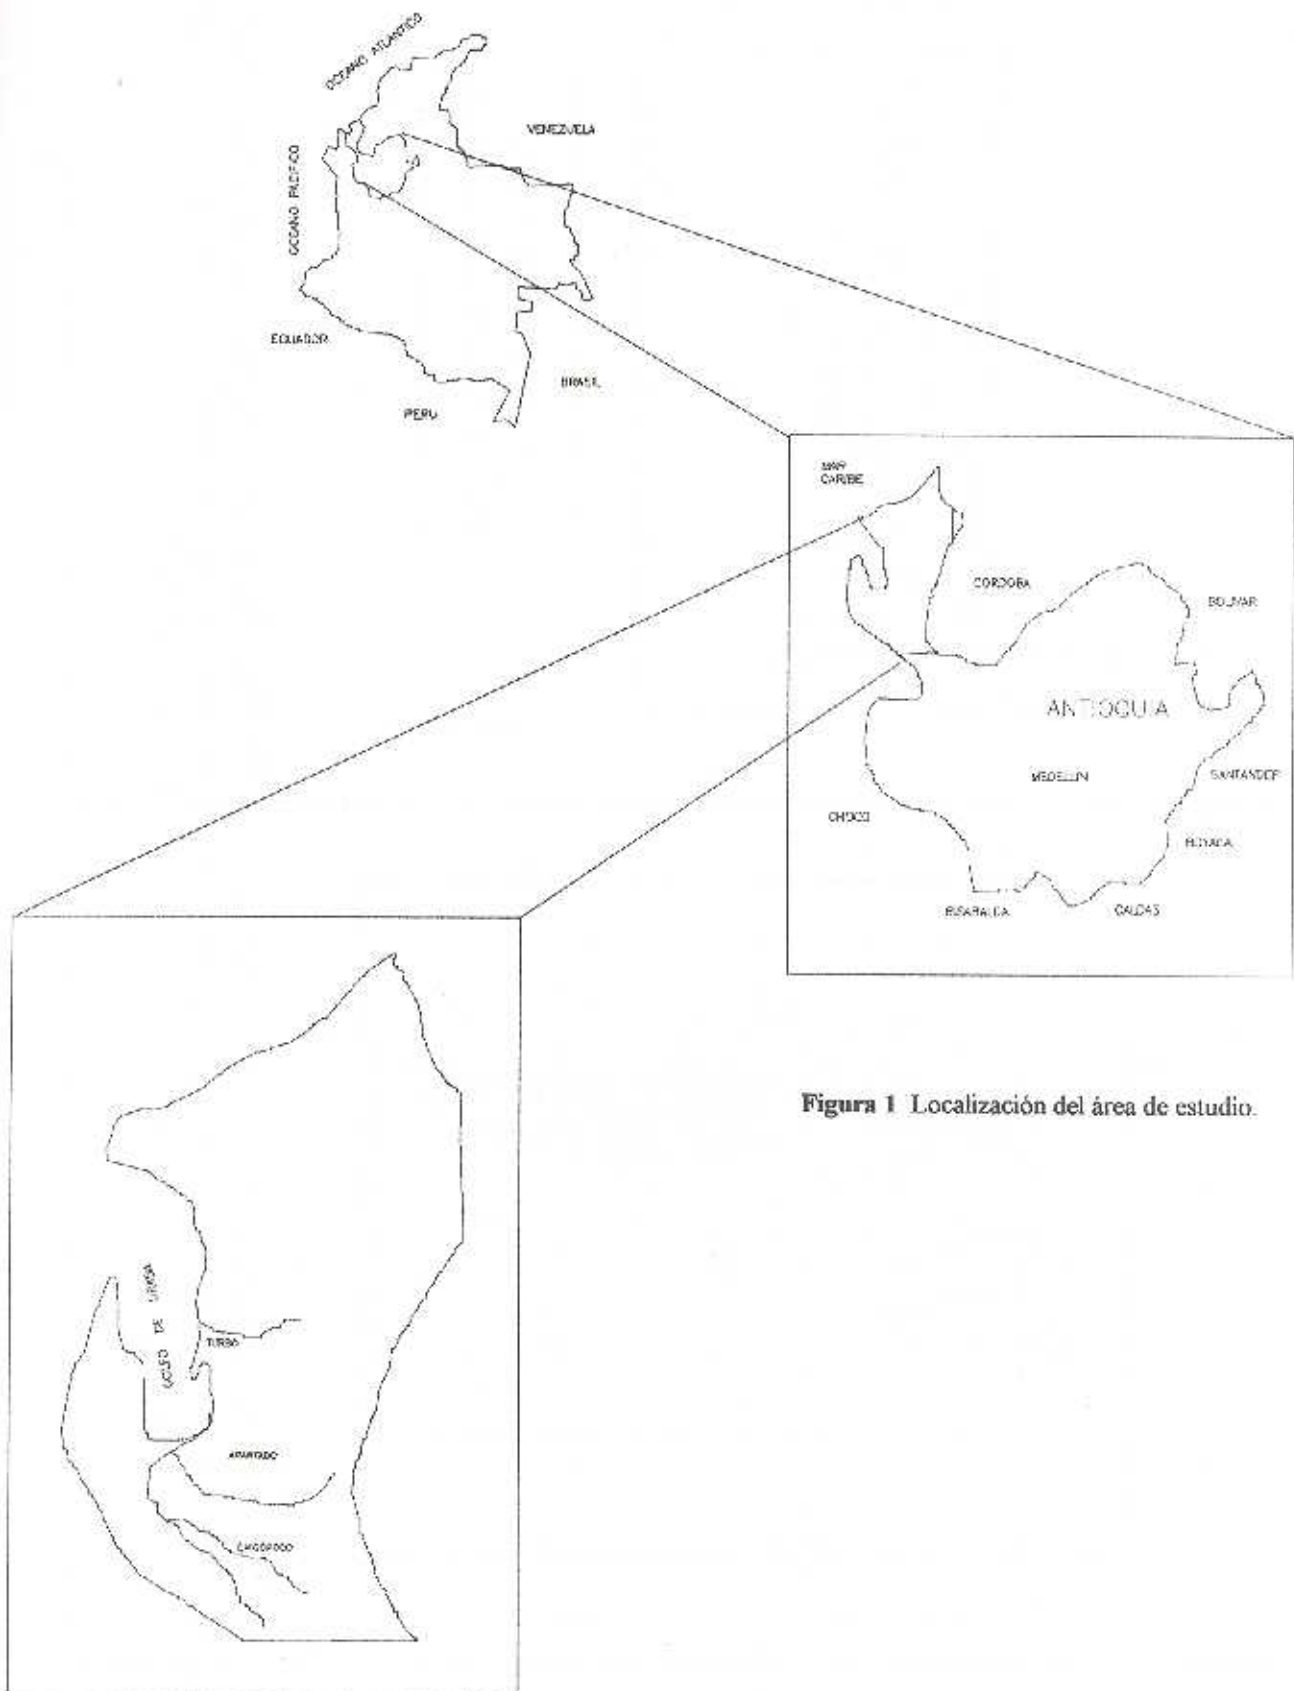 OCEANO ATLANTICO
VENEZUELA
OCEANO PACIFICO
ECUADOR
BRASIL
PERU
MAR
CARIBE
CORDOBA
BOLIVAR
ANTIOQUIA
MEDELLIN
SANTANDER
CHOCO
BOYACA
RISARALDA
CALDAS
Figura 1 Localización del área de estudio.
GOLFO DE URABA
TURBO
APARTADO
CHIGORODO